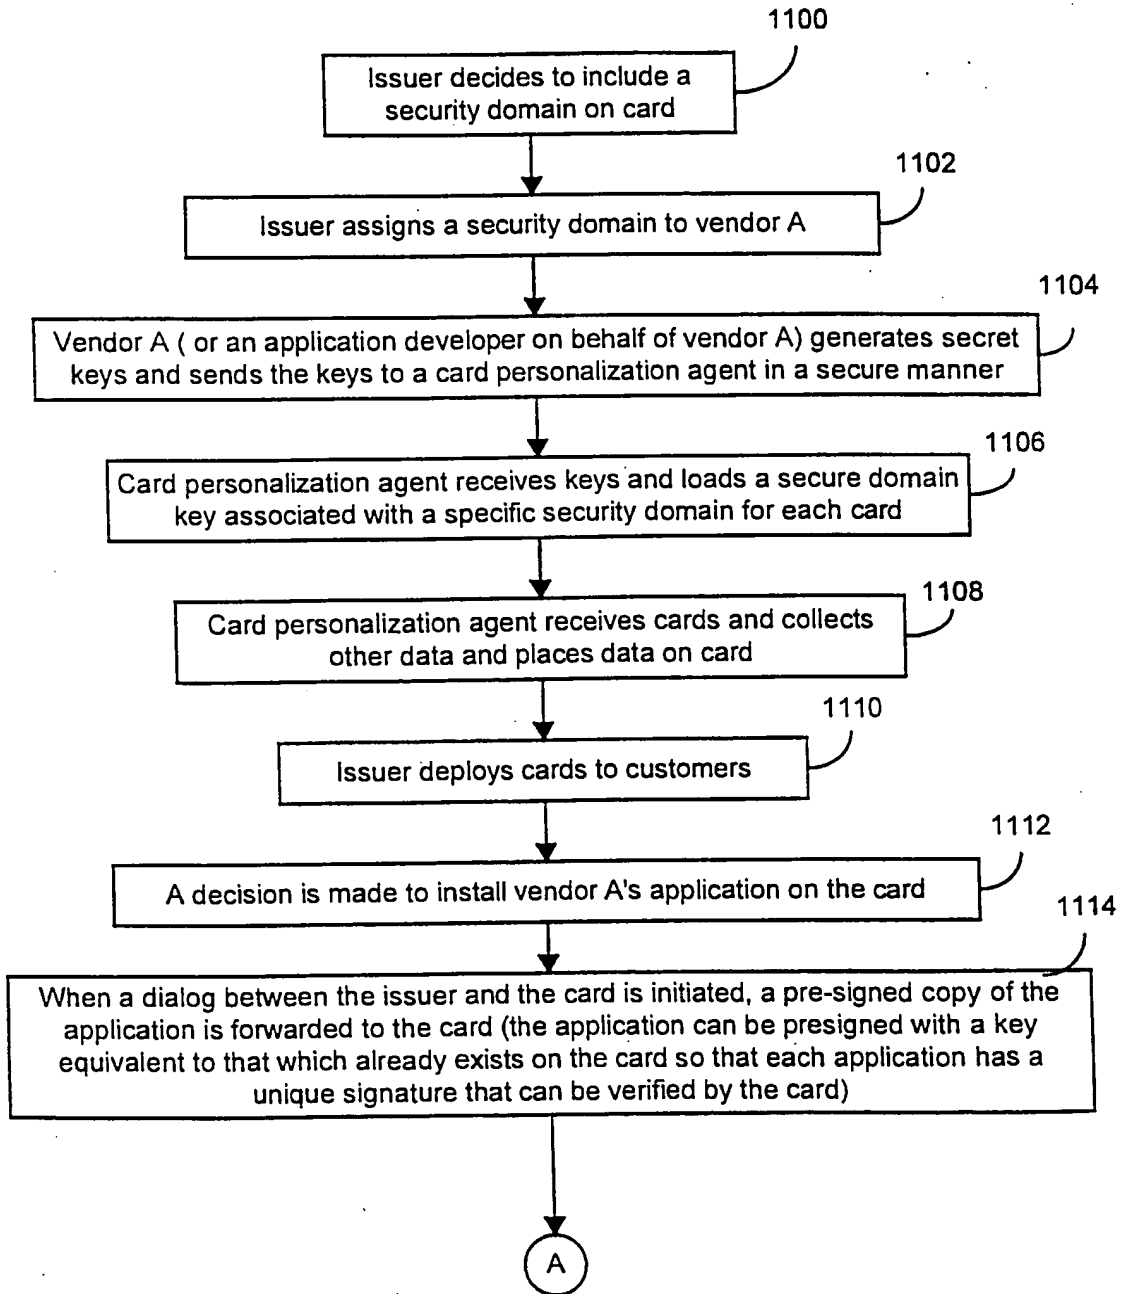 1100
Issuer decides to include a
security domain on card
1102
Issuer assigns a security domain to vendor A
1104
Vendor A ( or an application developer on behalf of vendor A) generates secret
keys and sends the keys to a card personalization agent in a secure manner
1106
Card personalization agent receives keys and loads a secure domain
key associated with a specific security domain for each card
1108
Card personalization agent receives cards and collects
other data and places data on card
1110
Issuer deploys cards to customers
1112
A decision is made to install vendor A's application on the card
1114
When a dialog between the issuer and the card is initiated, a pre-signed copy of the
application is forwarded to the card (the application can be presigned with a key
equivalent to that which already exists on the card so that each application has a
unique signature that can be verified by the card)
A